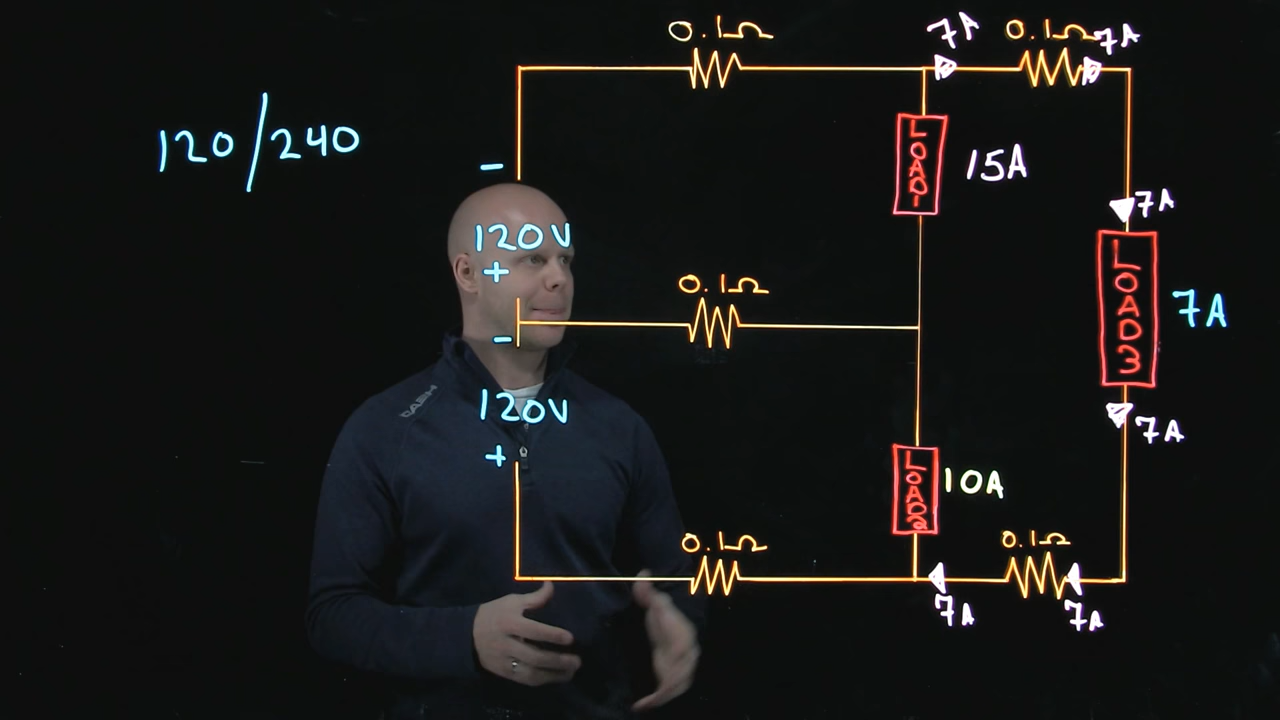 0.1Ω
7A
0.1Ω
7A
120/240
-
LOAD1
15A
7A
120V
+
LOAD3
7A
0.1Ω
-
120V
+
7A
LOAD2
10A
0.1Ω
0.1Ω
7A
7A